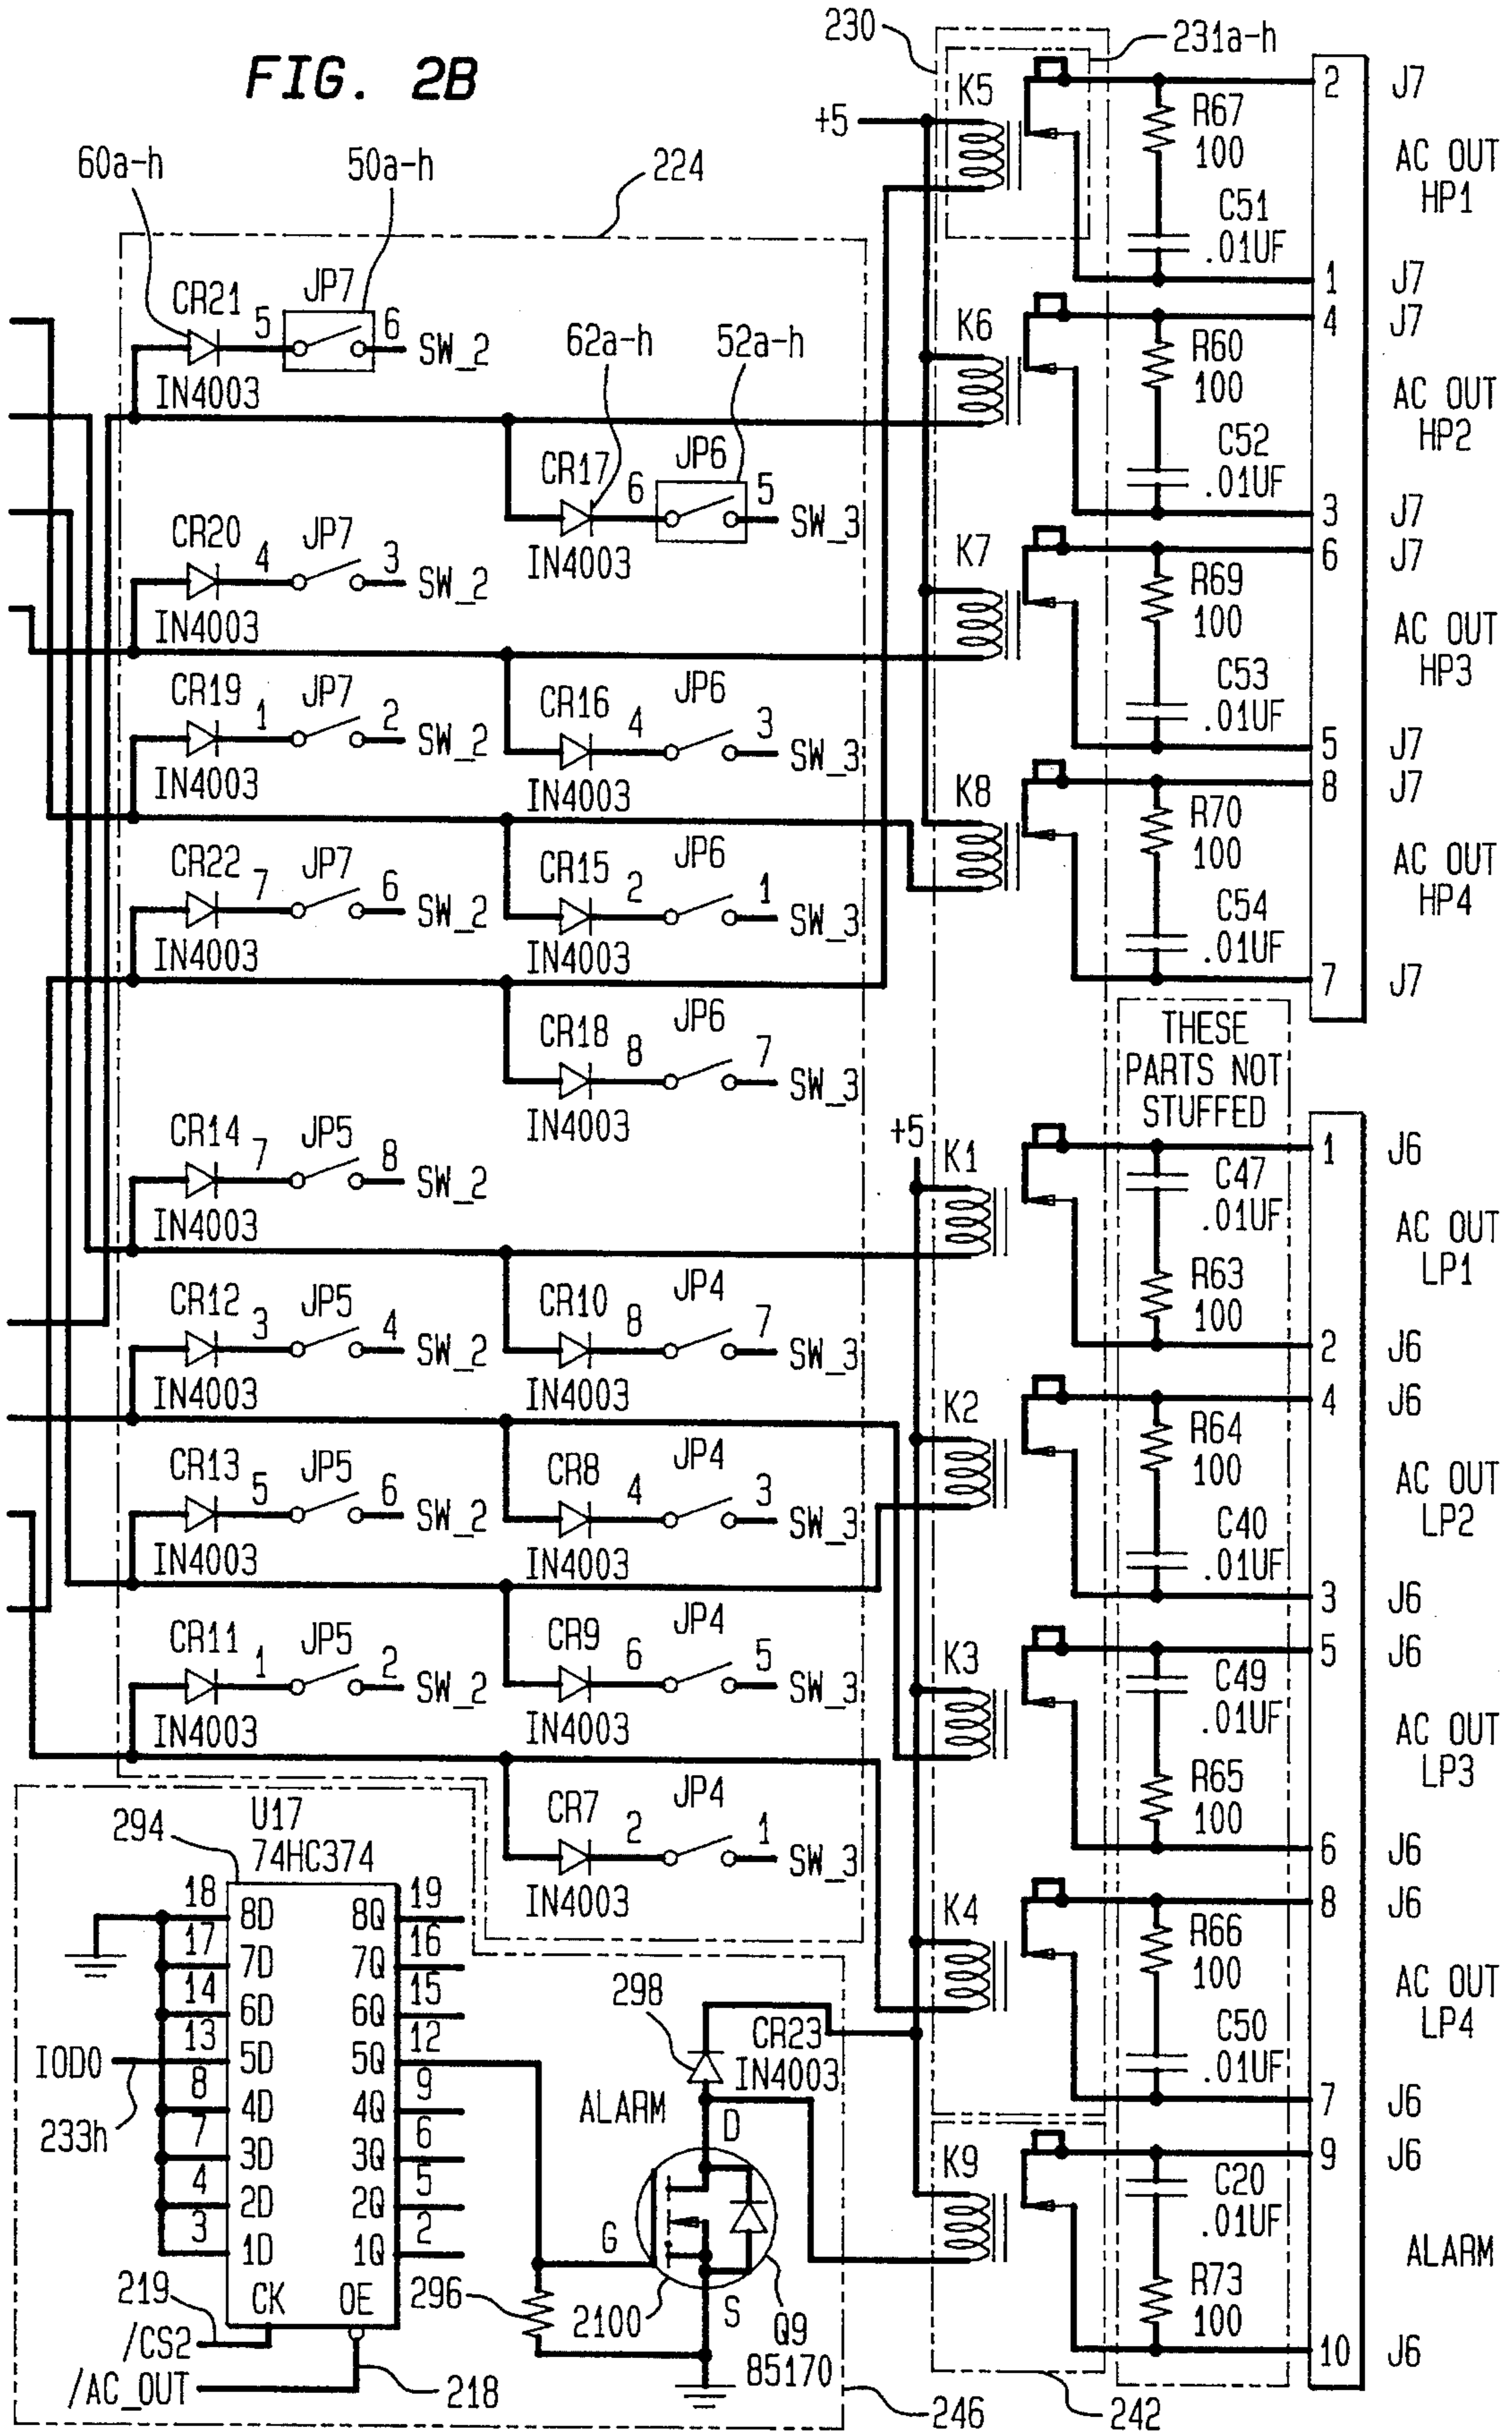 FIG. 2B
230
231a-h
60a-h
50a-h
224
+5
K5
2
J7
R67
100
AC OUT
HP1
C51
.01UF
1
J7
CR21
5
JP7
6
SW_2
IN4003
62a-h
52a-h
K6
4
J7
R60
100
AC OUT
HP2
C52
.01UF
3
J7
CR17
6
JP6
5
SW_3
IN4003
CR20
4
JP7
3
SW_2
IN4003
K7
6
J7
R69
100
AC OUT
HP3
C53
.01UF
5
J7
CR19
1
JP7
2
SW_2
IN4003
CR16
4
JP6
3
SW_3
IN4003
K8
8
J7
R70
100
AC OUT
HP4
C54
.01UF
7
J7
CR22
7
JP7
6
SW_2
IN4003
CR15
2
JP6
1
SW_3
IN4003
CR18
8
JP6
7
SW_3
IN4003
THESE
PARTS NOT
STUFFED
CR14
7
JP5
8
SW_2
IN4003
+5
K1
1
J6
C47
.01UF
AC OUT
LP1
R63
100
2
J6
CR12
3
JP5
4
SW_2
IN4003
CR10
8
JP4
7
SW_3
IN4003
K2
4
J6
R64
100
AC OUT
LP2
C40
.01UF
3
J6
CR13
5
JP5
6
SW_2
IN4003
CR8
4
JP4
3
SW_3
IN4003
CR11
1
JP5
2
SW_2
IN4003
CR9
6
JP4
5
SW_3
IN4003
K3
5
J6
C49
.01UF
AC OUT
LP3
R65
100
6
J6
CR7
2
JP4
1
SW_3
IN4003
K4
8
J6
R66
100
AC OUT
LP4
C50
.01UF
7
J6
294
U17
74HC374
18 8D 8Q 19
17 7D 7Q 16
14 6D 6Q 15
IOD0 13 5D 5Q 12
8 4D 4Q 9
233h
7 3D 3Q 6
4 2D 2Q 5
3 1D 1Q 2
CK OE
219
/CS2
/AC_OUT
218
298
CR23
IN4003
ALARM
D
G
S
296
2100
Q9
85170
246
K9
9
J6
C20
.01UF
ALARM
R73
100
10
J6
242